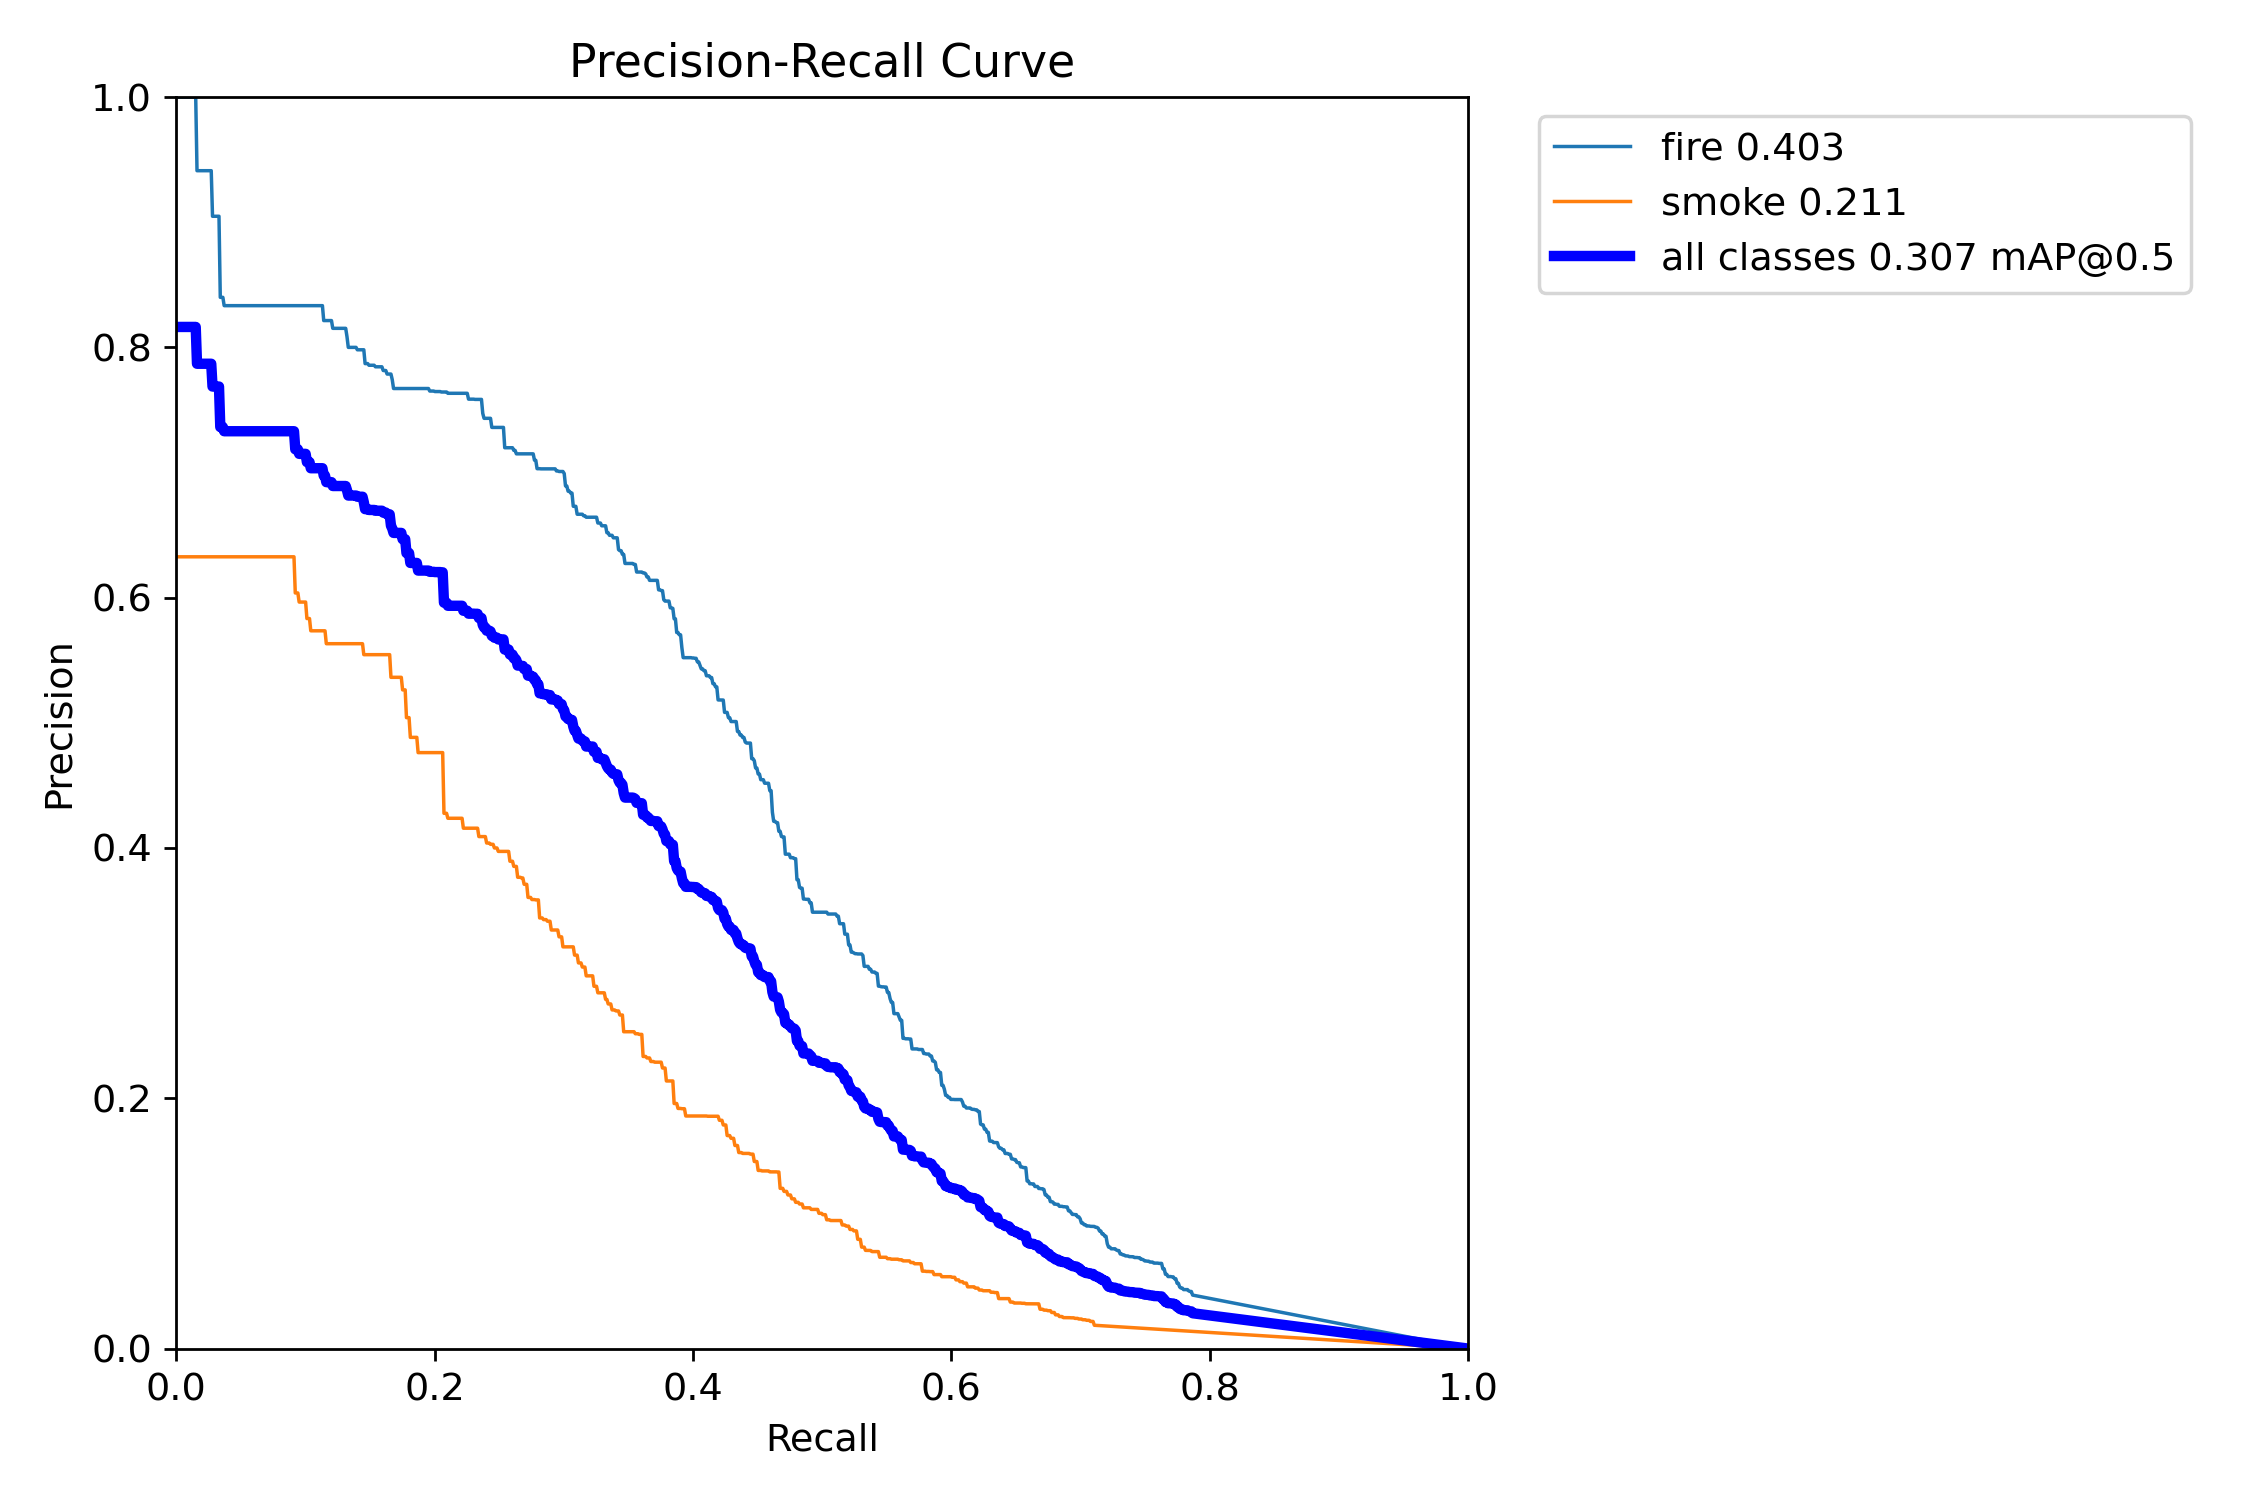 Precision-Recall Curve
1.0
0.8
0.6
0.4
0.2
0.0
Precision
0.0 0.2 0.4 0.6 0.8 1.0
Recall
fire 0.403
smoke 0.211
all classes 0.307 mAP@0.5